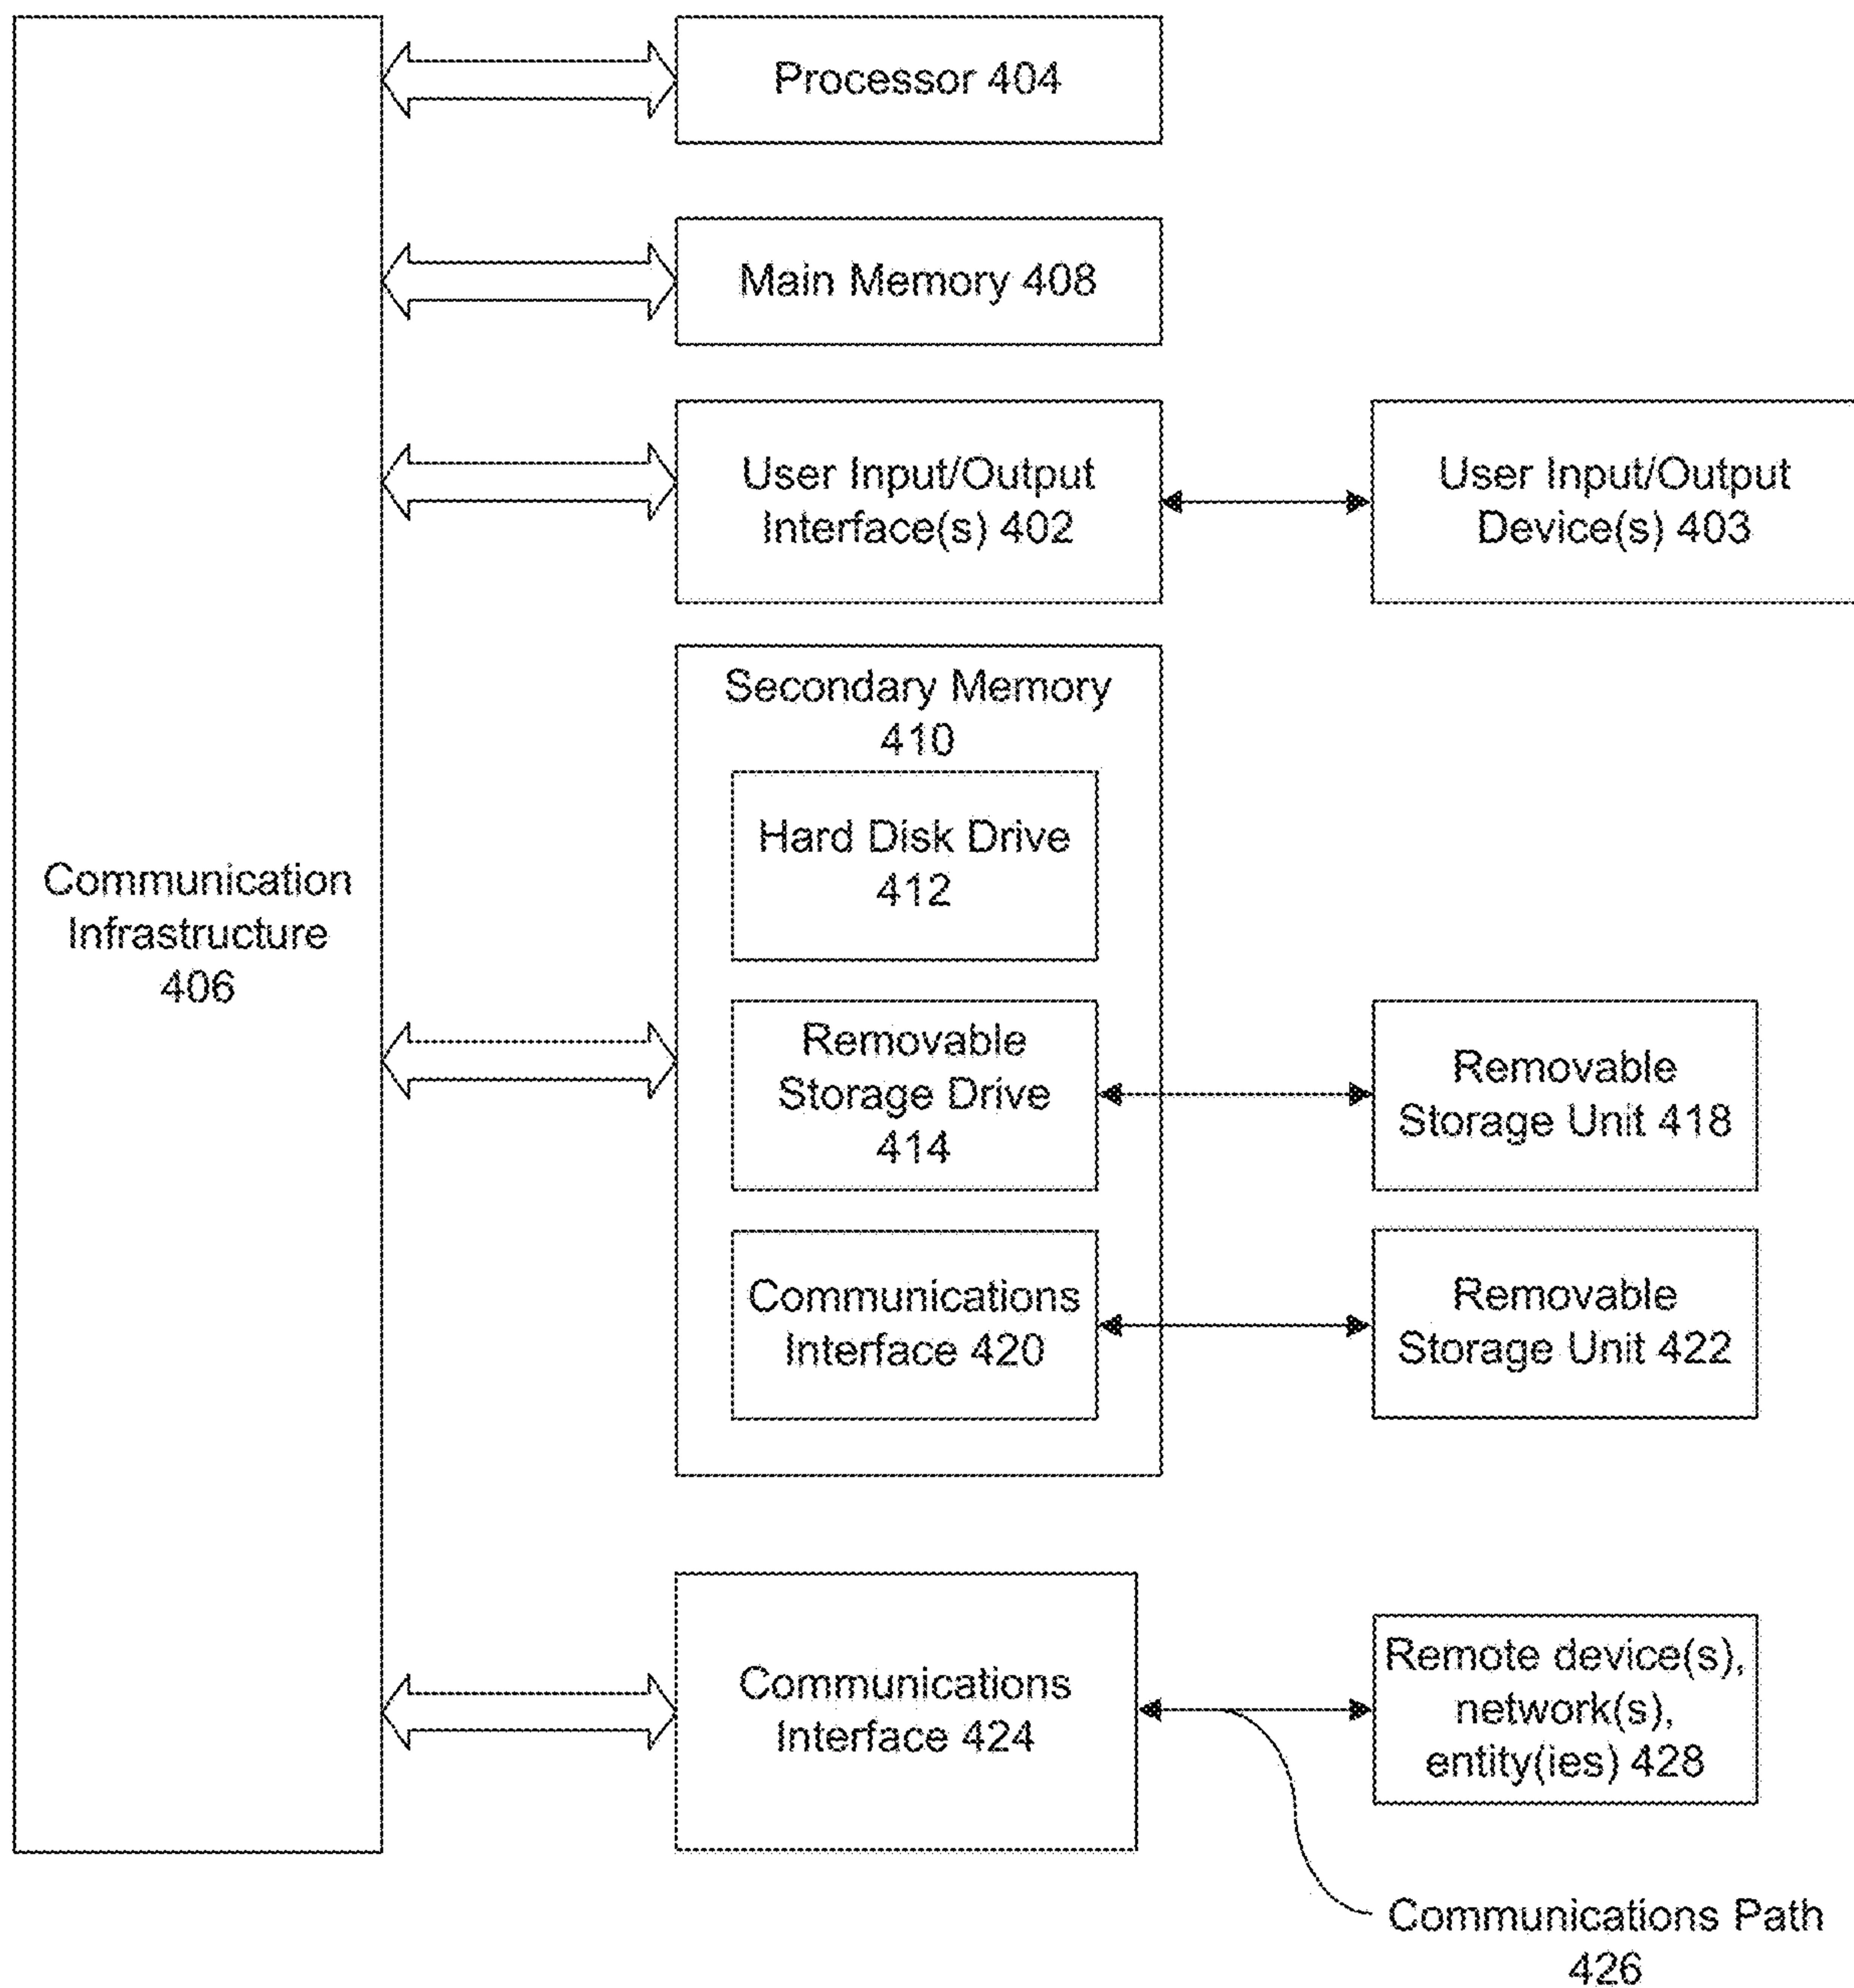 Processor 404
Main Memory 408
User Input/Output
Interface(s) 402
User Input/Output
Device(s) 403
Secondary Memory
410
Hard Disk Drive
412
Communication
Infrastructure
406
Removable
Storage Drive
414
Removable
Storage Unit 418
Communications
Interface 420
Removable
Storage Unit 422
Communications
Interface 424
Remote device(s),
network(s),
entity(ies) 428
Communications Path
426